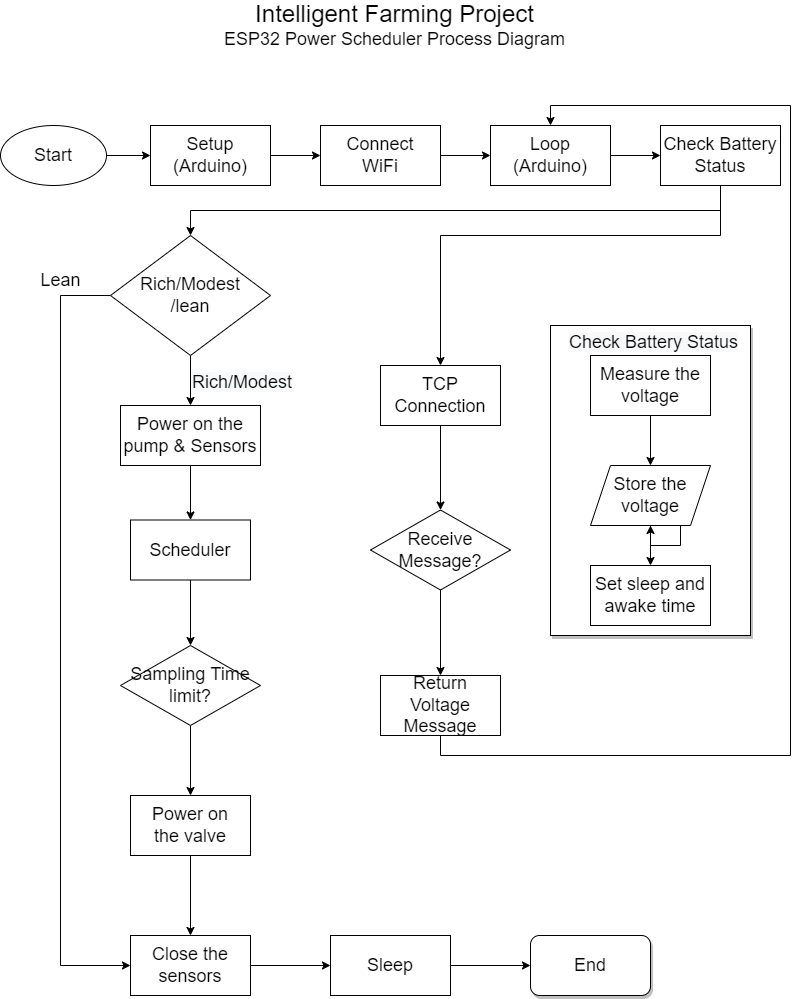 Intelligent Farming Project
ESP32 Power Scheduler Process Diagram
Start
Setup
(Arduino)
Connect
WiFi
Loop
(Arduino)
Check Battery
Status
Lean
Rich/Modest
/lean
Rich/Modest
Power on the
pump & Sensors
Scheduler
Sampling Time
limit?
Power on
the valve
Close the
sensors
Sleep
End
TCP
Connection
Receive
Message?
Return
Voltage
Message
Check Battery Status
Measure the
voltage
Store the
voltage
Set sleep and
awake time